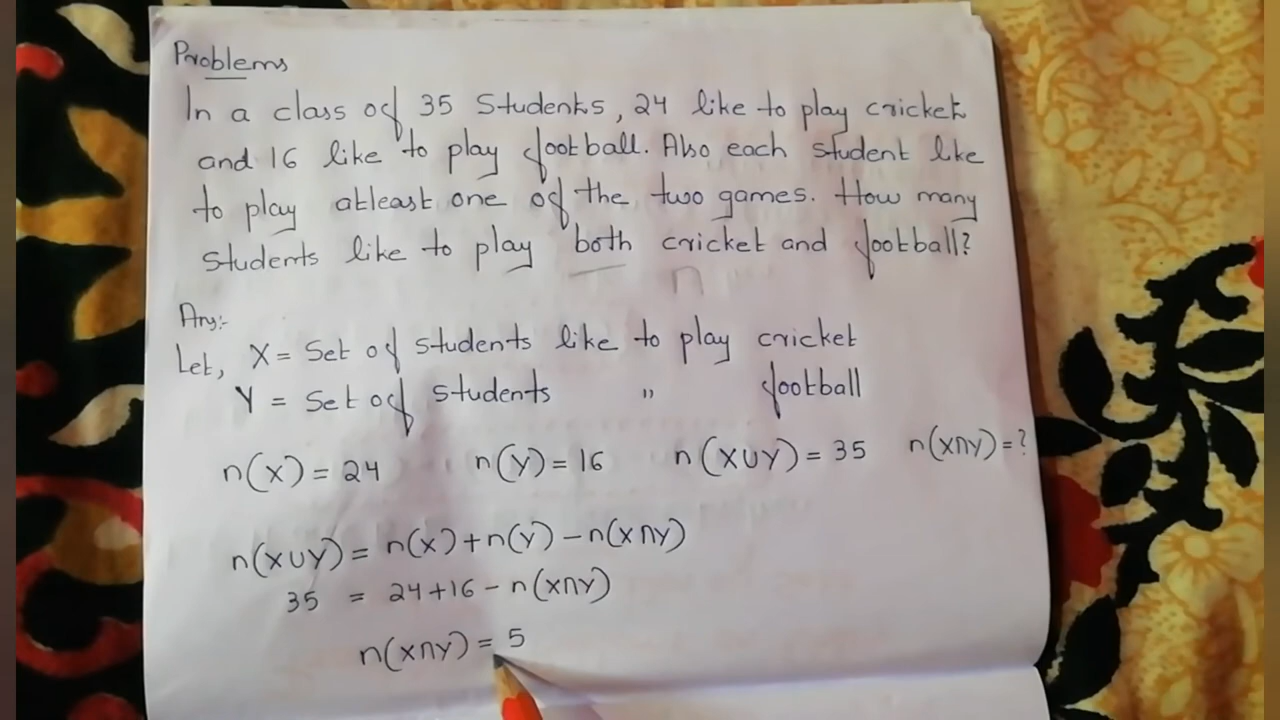 Problems
In a class of 35 Students, 24 like to play cricket
and 16 like to play football. Also each student like
to play atleast one of the two games. How many
students like to play both cricket and football?
n
Ans:-
Let, X = Set of students like to play cricket
Y = Set of students " football
n(X) = 24 n(Y) = 16 n(X∪Y) = 35 n(X∩Y) = ?
n(X∪Y) = n(X) + n(Y) - n(X∩Y)
35 = 24+16 - n(X∩Y)
n(X∩Y) = 5